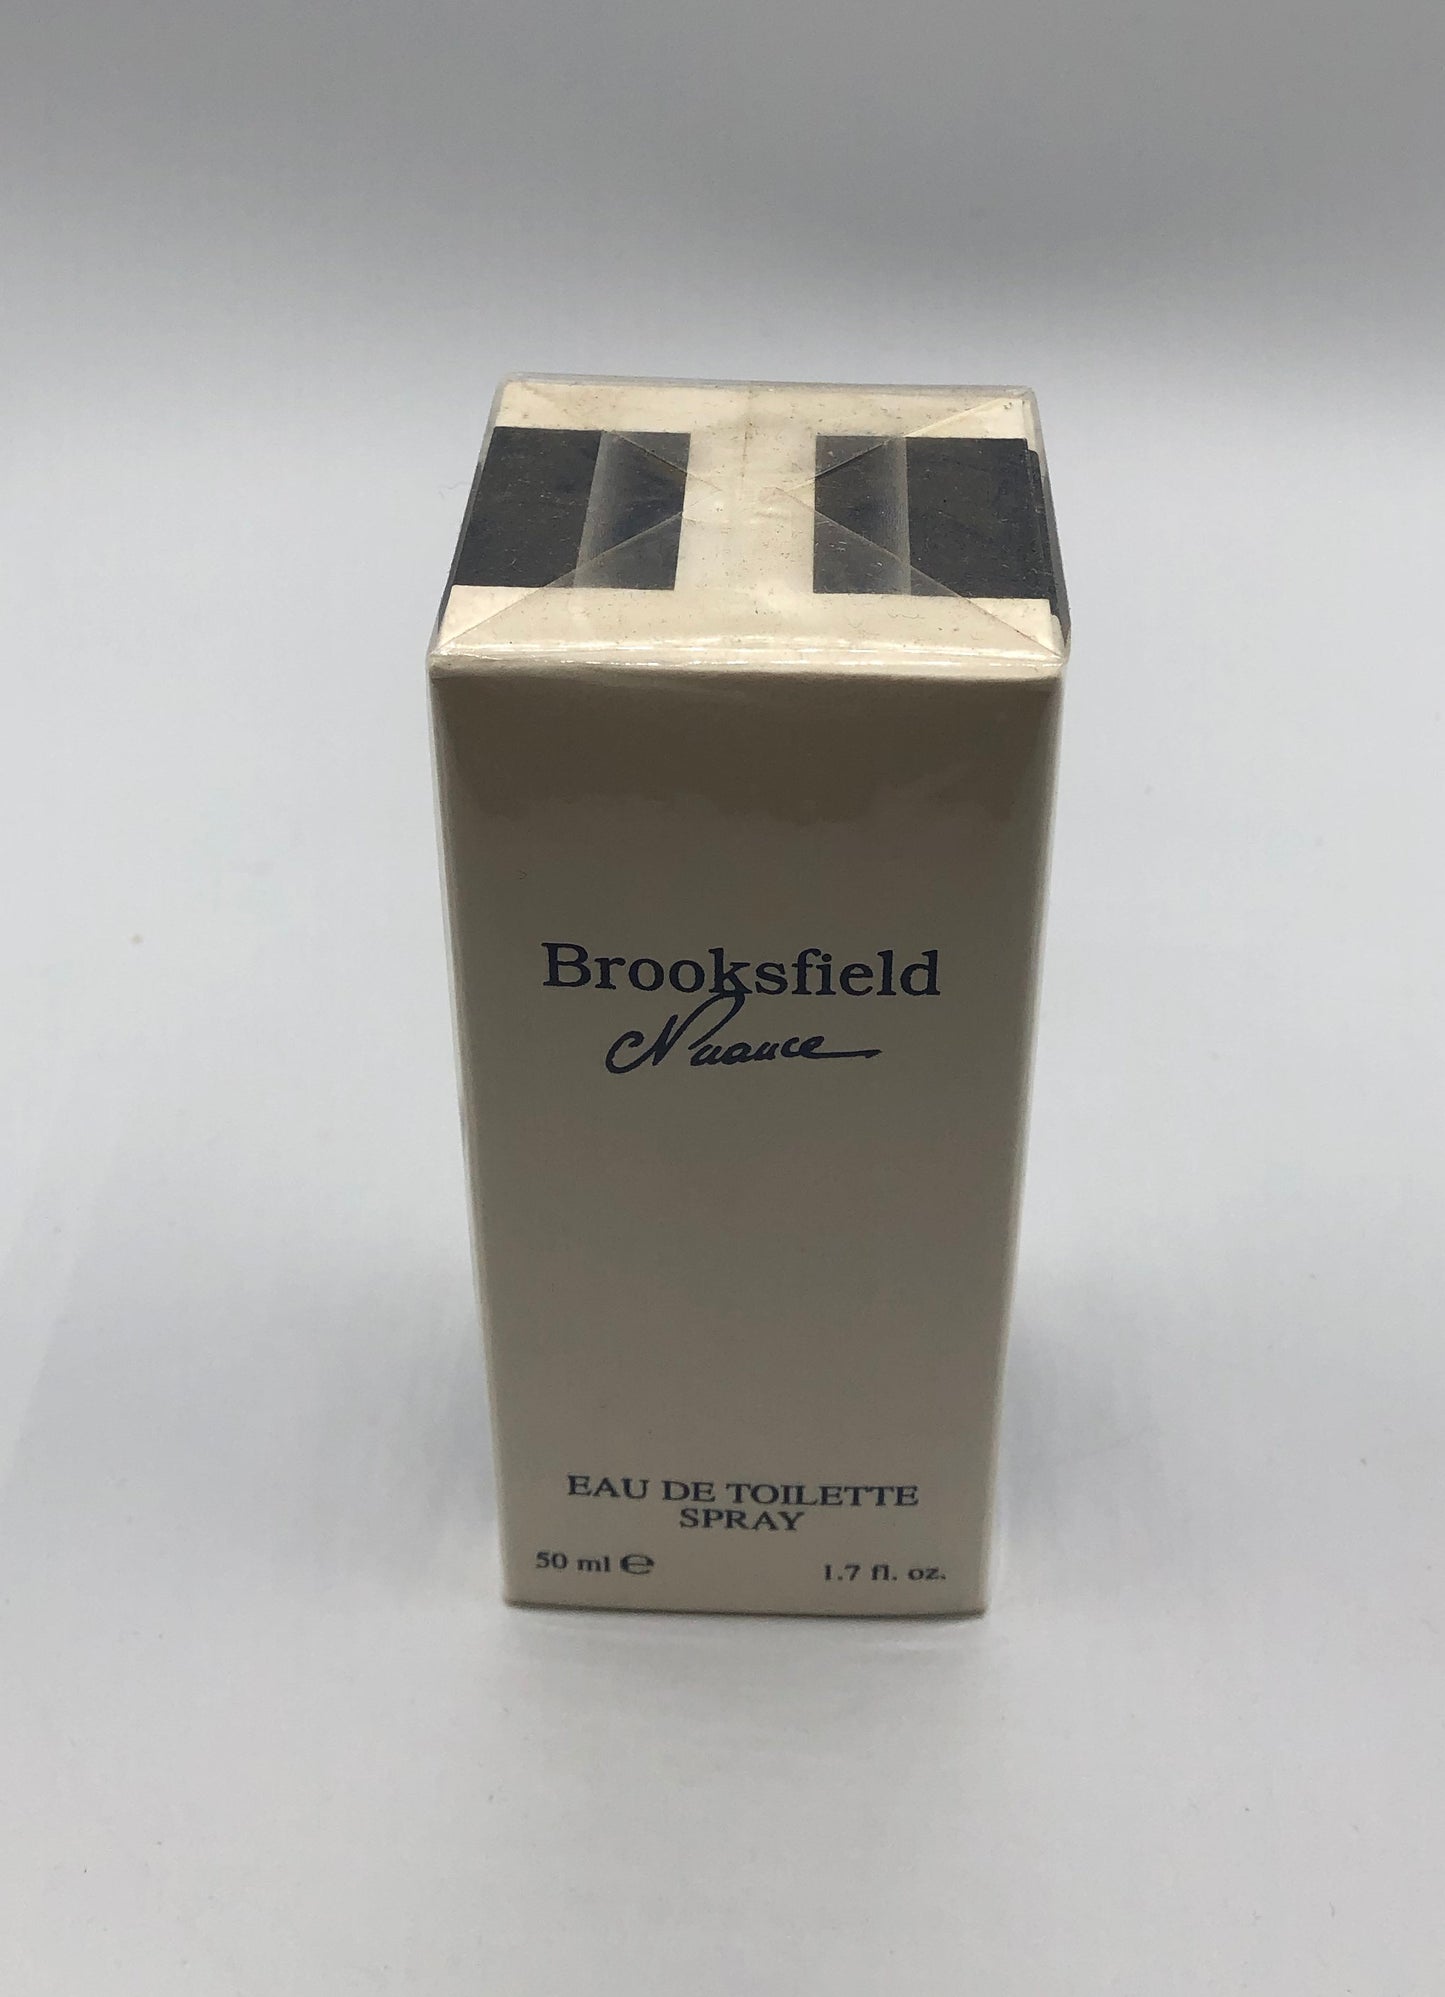 Brooksfield
Nuance
EAU DE TOILETTE
SPRAY
50 ml ℮ 1.7 fl. oz.